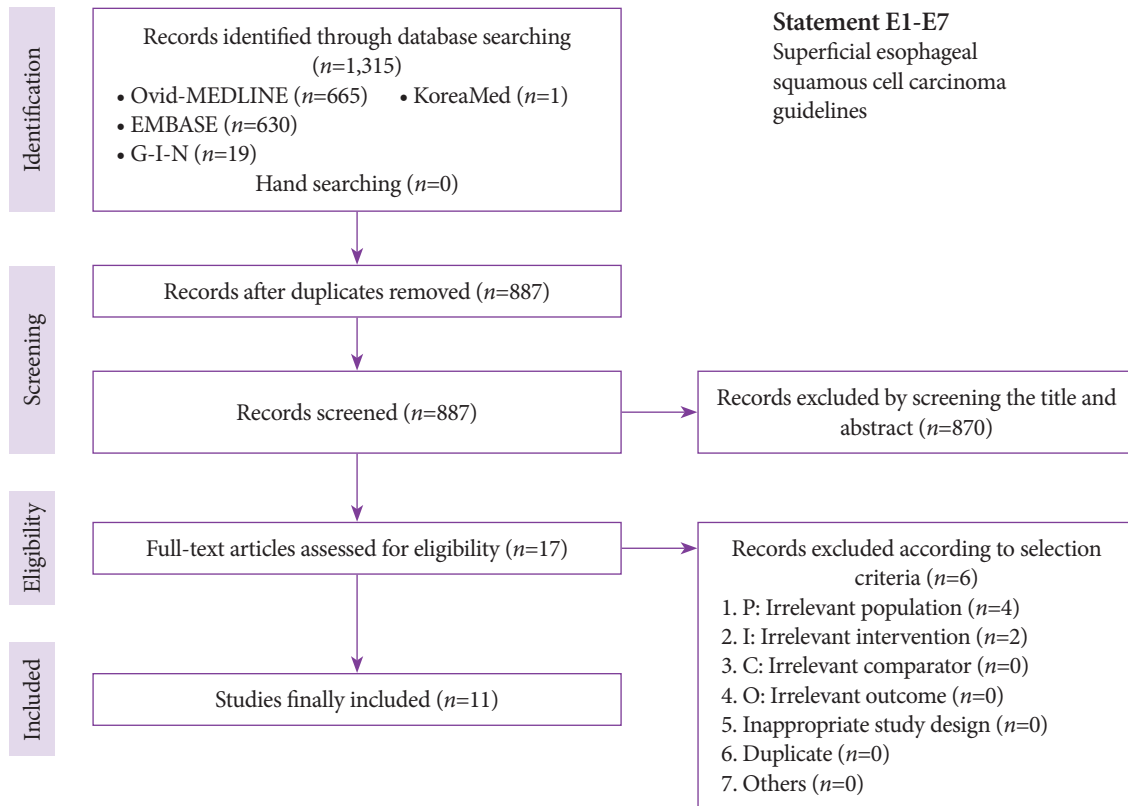 Identification
Records identified through database searching
(n=1,315)
• Ovid-MEDLINE (n=665) • KoreaMed (n=1)
• EMBASE (n=630)
• G-I-N (n=19)
Hand searching (n=0)
Statement E1-E7
Superficial esophageal
squamous cell carcinoma
guidelines
Screening
Records after duplicates removed (n=887)
Records screened (n=887)
Records excluded by screening the title and
abstract (n=870)
Eligibility
Full-text articles assessed for eligibility (n=17)
Records excluded according to selection
criteria (n=6)
1. P: Irrelevant population (n=4)
2. I: Irrelevant intervention (n=2)
3. C: Irrelevant comparator (n=0)
4. O: Irrelevant outcome (n=0)
5. Inappropriate study design (n=0)
6. Duplicate (n=0)
7. Others (n=0)
Included
Studies finally included (n=11)